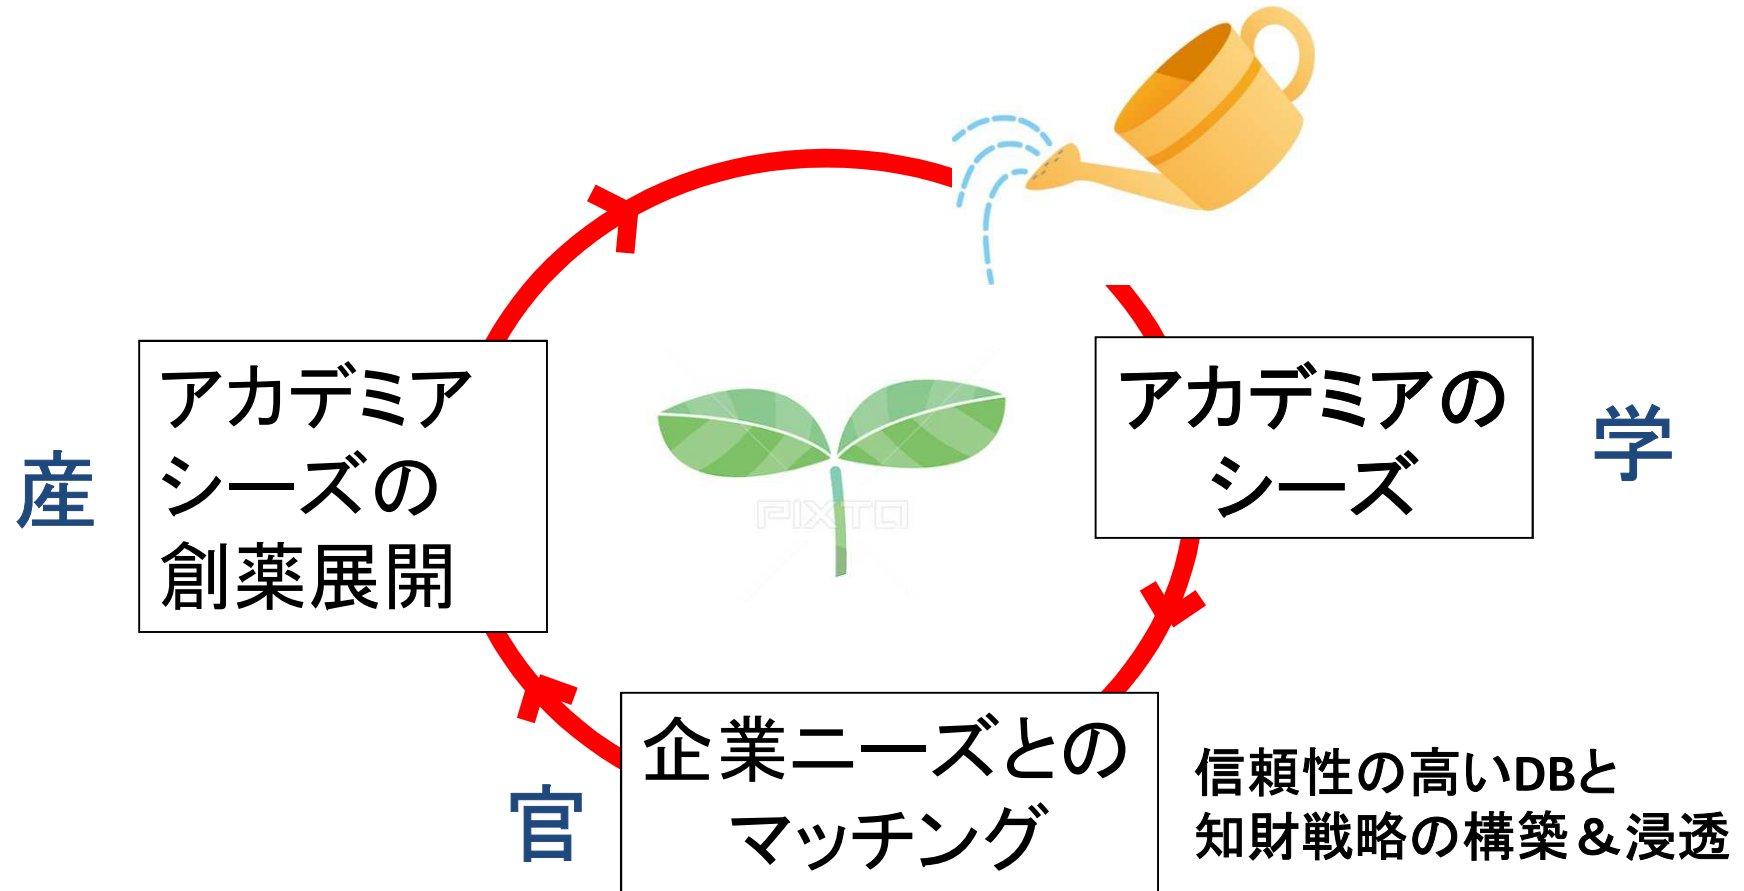 アカデミア
シーズの
創薬展開
産
アカデミアの
シーズ
学
PIXTA
企業ニーズとの
マッチング
官
信頼性の高いDBと
知財戦略の構築＆浸透